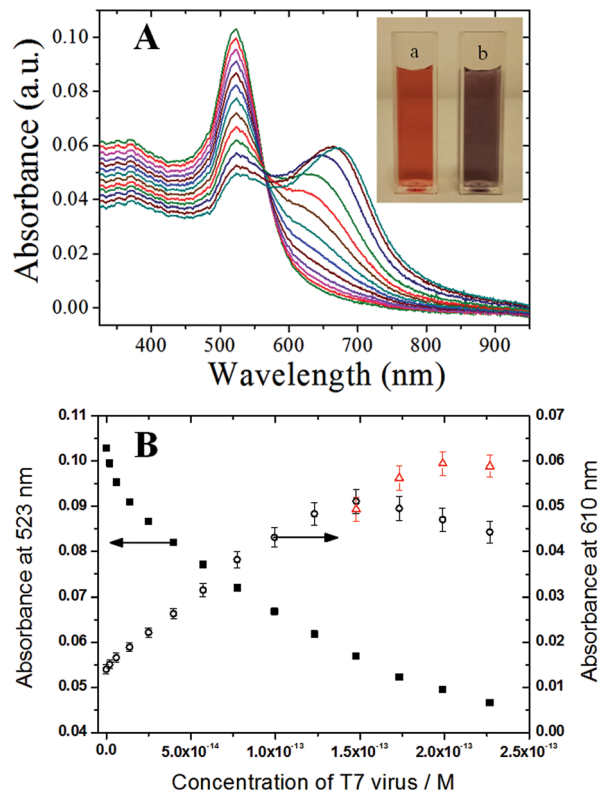 A
a
b
Absorbance (a.u.)
0.10
0.08
0.06
0.04
0.02
0.00
400 500 600 700 800 900
Wavelength (nm)
B
Absorbance at 523 nm
0.11
0.10
0.09
0.08
0.07
0.06
0.05
0.04
0.07
0.06
0.05
0.04
0.03
0.02
0.01
0.00
Absorbance at 610 nm
0.0 5.0x10⁻¹⁴ 1.0x10⁻¹³ 1.5x10⁻¹³ 2.0x10⁻¹³ 2.5x10⁻¹³
Concentration of T7 virus / M